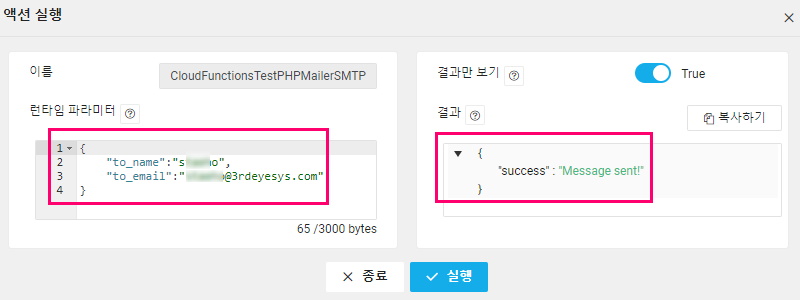 액션 실행
이름
CloudFunctionsTestPHPMailerSMTP
런타임 파라미터
1 {
2 "to_name":"s o",
3 "to_email":" @3rdeyesys.com"
4 }
65 /3000 bytes
결과만 보기
True
결과
복사하기
{
"success" : "Message sent!"
}
종료
실행